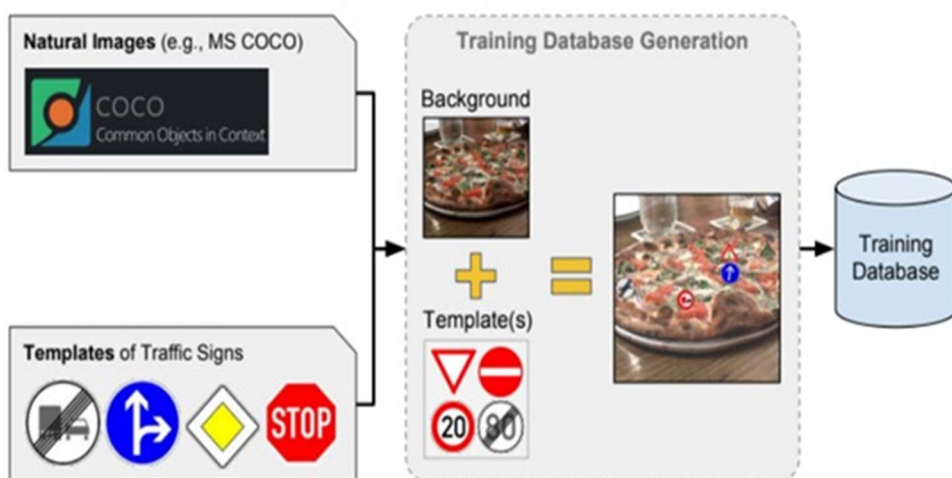 Natural Images (e.g., MS COCO)
COCO
Common Objects in Context
Templates of Traffic Signs
STOP
Training Database Generation
Background
Template(s)
20
80
Training
Database